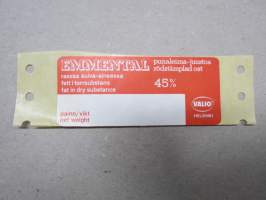 EMMENTAL
punaleima-juustoa
rödstämplad ost
rasvaa kuiva-aineessa
fett i torrsubstans
fat in dry substance
45%
paino/vikt
net weight
VALIO
HELSINKI